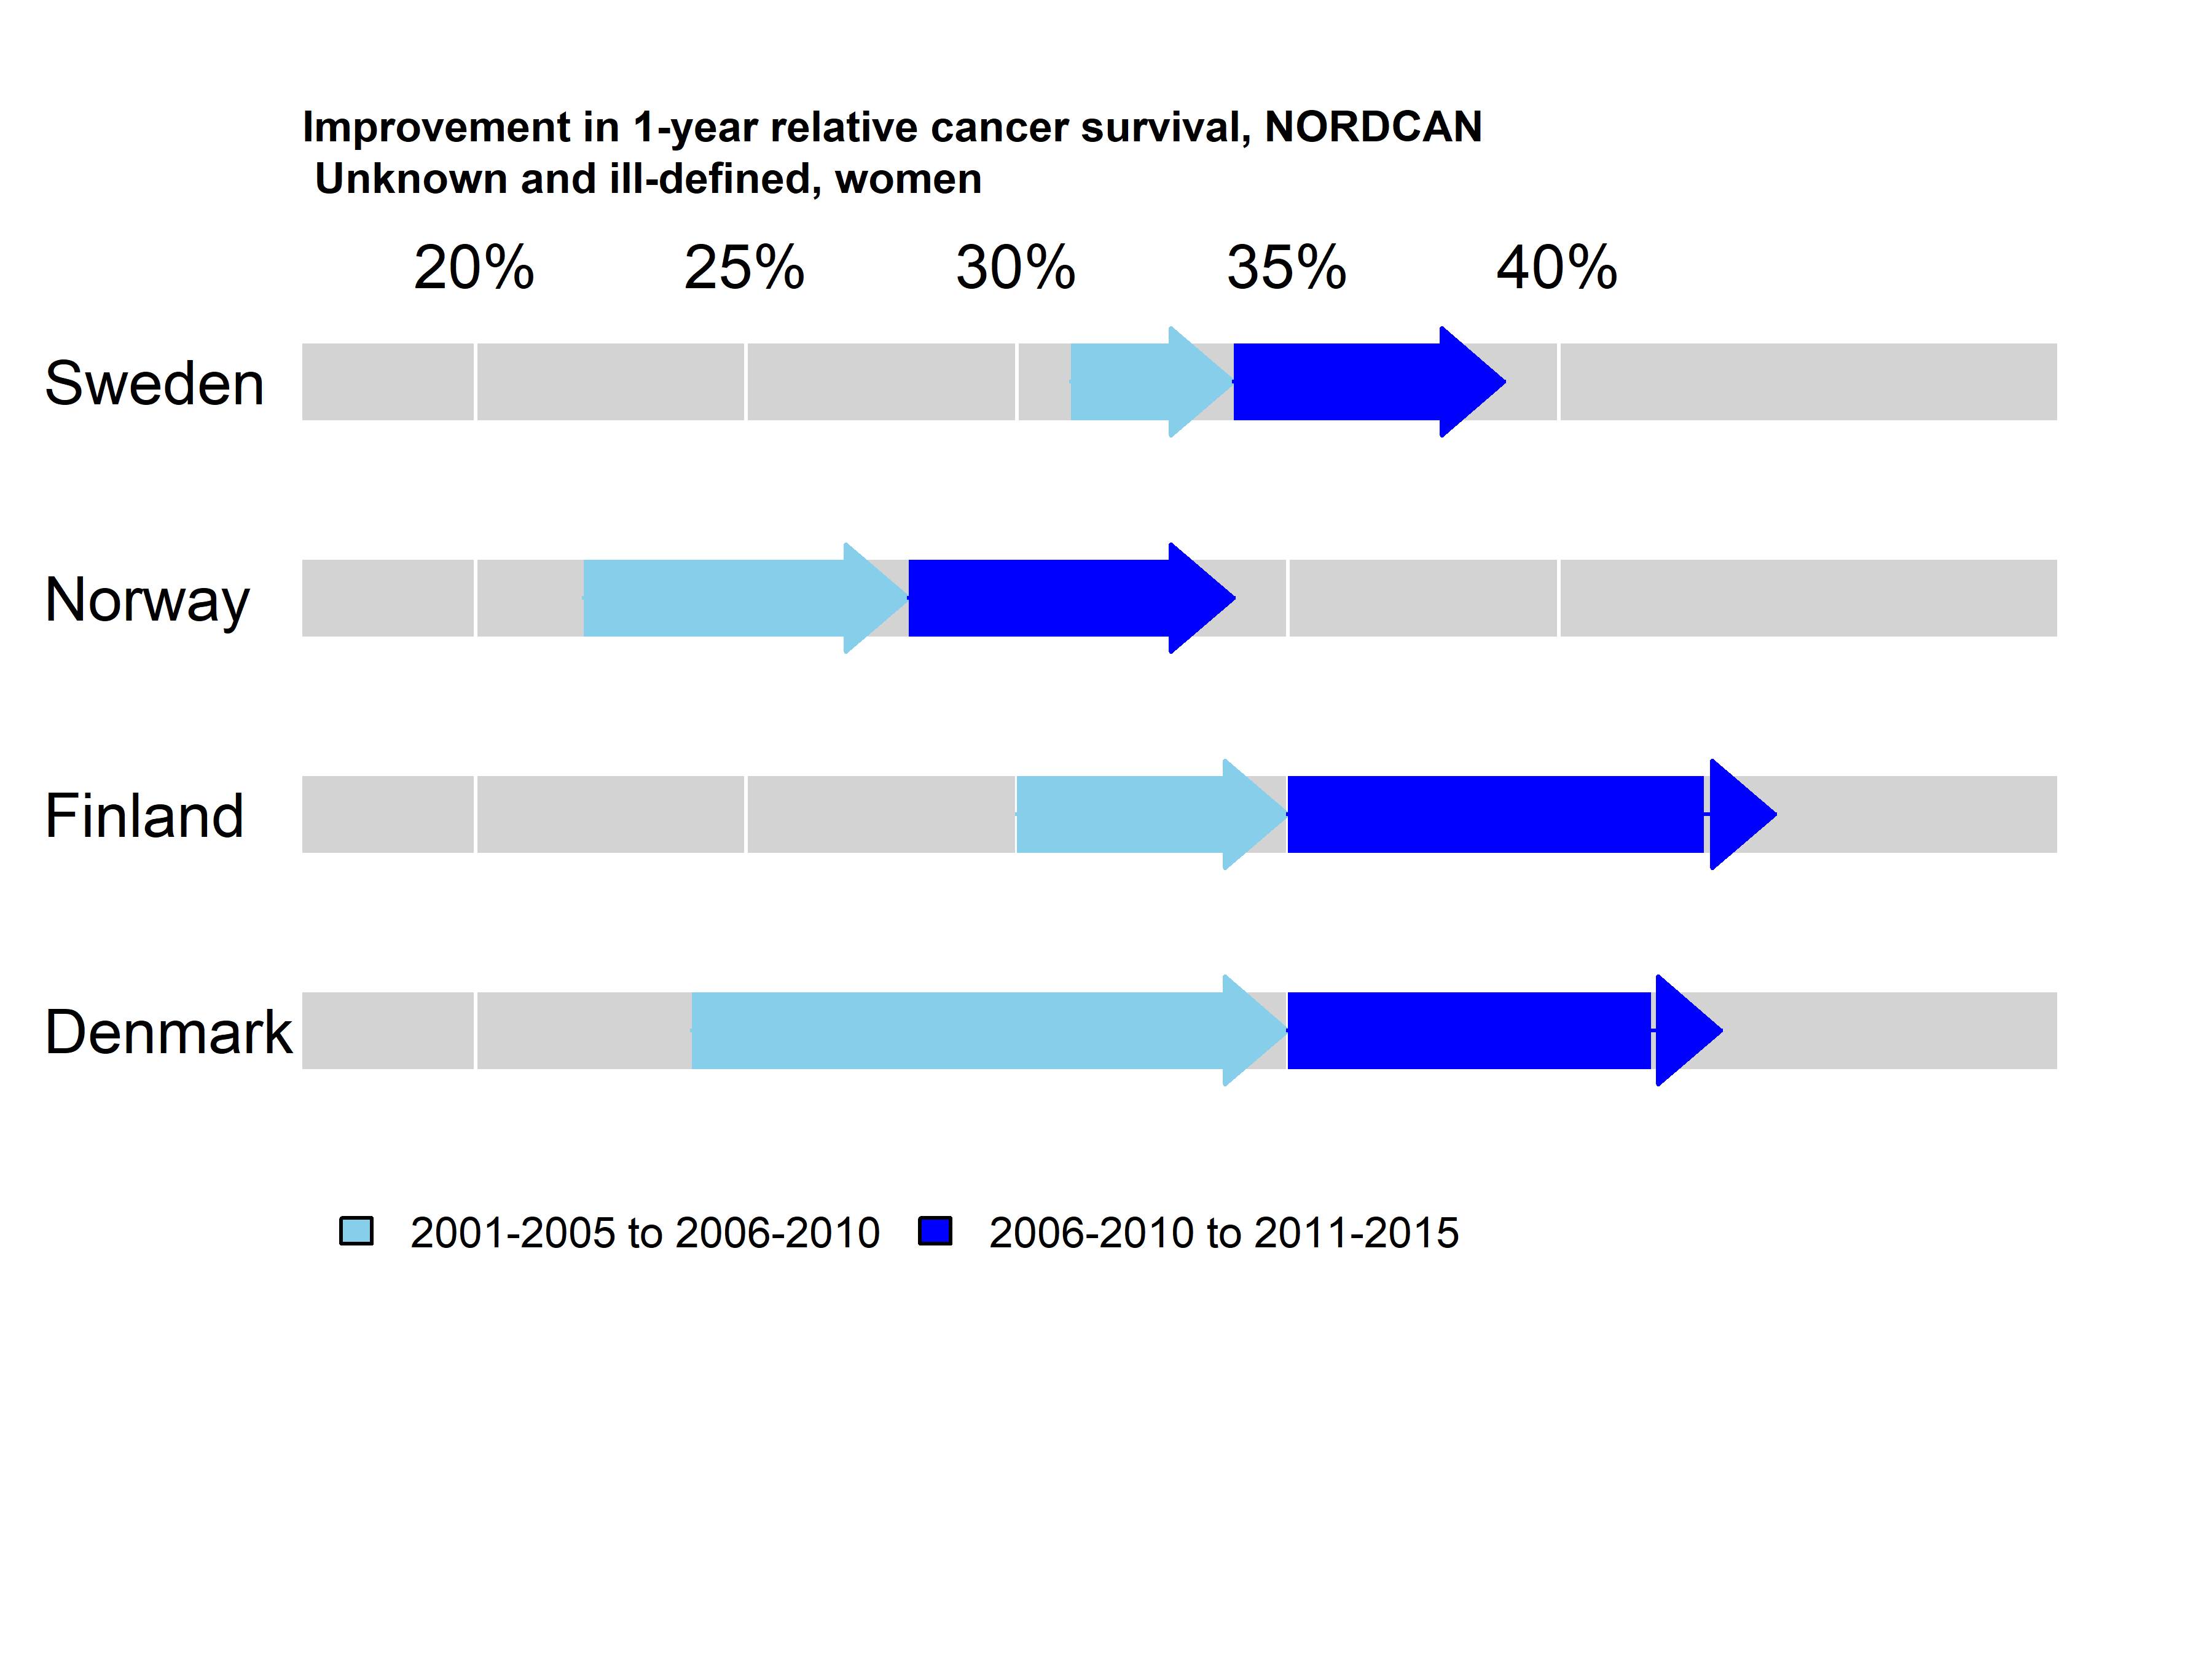 Improvement in 1-year relative cancer survival, NORDCAN
Unknown and ill-defined, women
20% 25% 30% 35% 40%
Sweden
Norway
Finland
Denmark
2001-2005 to 2006-2010 2006-2010 to 2011-2015